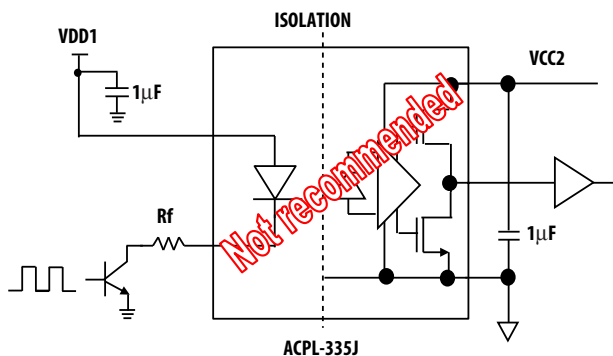 ISOLATION
VDD1
VCC2
1µF
Not recommended
Rf
1µF
ACPL-335J